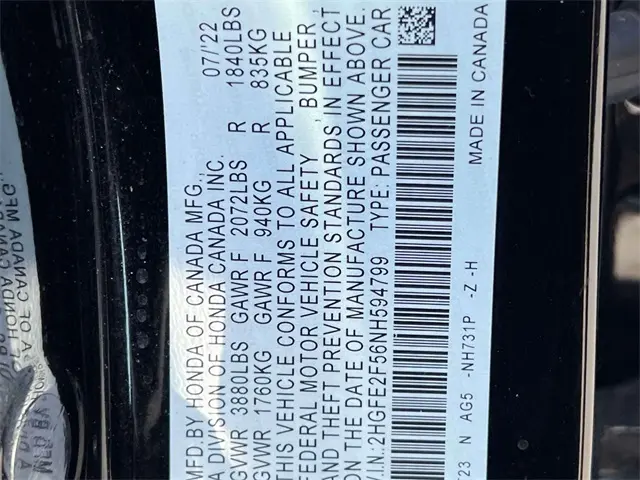 MFD.BY HONDA OF CANADA MFG., 07/'22
A DIVISION OF HONDA CANADA INC.
GVWR 3880LBS GAWR F 2072LBS R 1840LBS
GVWR 1760KG GAWR F 940KG R 835KG
THIS VEHICLE CONFORMS TO ALL APPLICABLE
FEDERAL MOTOR VEHICLE SAFETY , BUMPER ,
AND THEFT PREVENTION STANDARDS IN EFFECT
ON THE DATE OF MANUFACTURE SHOWN ABOVE.
V.I.N.:2HGFE2F56NH594799 TYPE: PASSENGER CAR
T23 N AG5 -NH731P -Z -H MADE IN CANADA